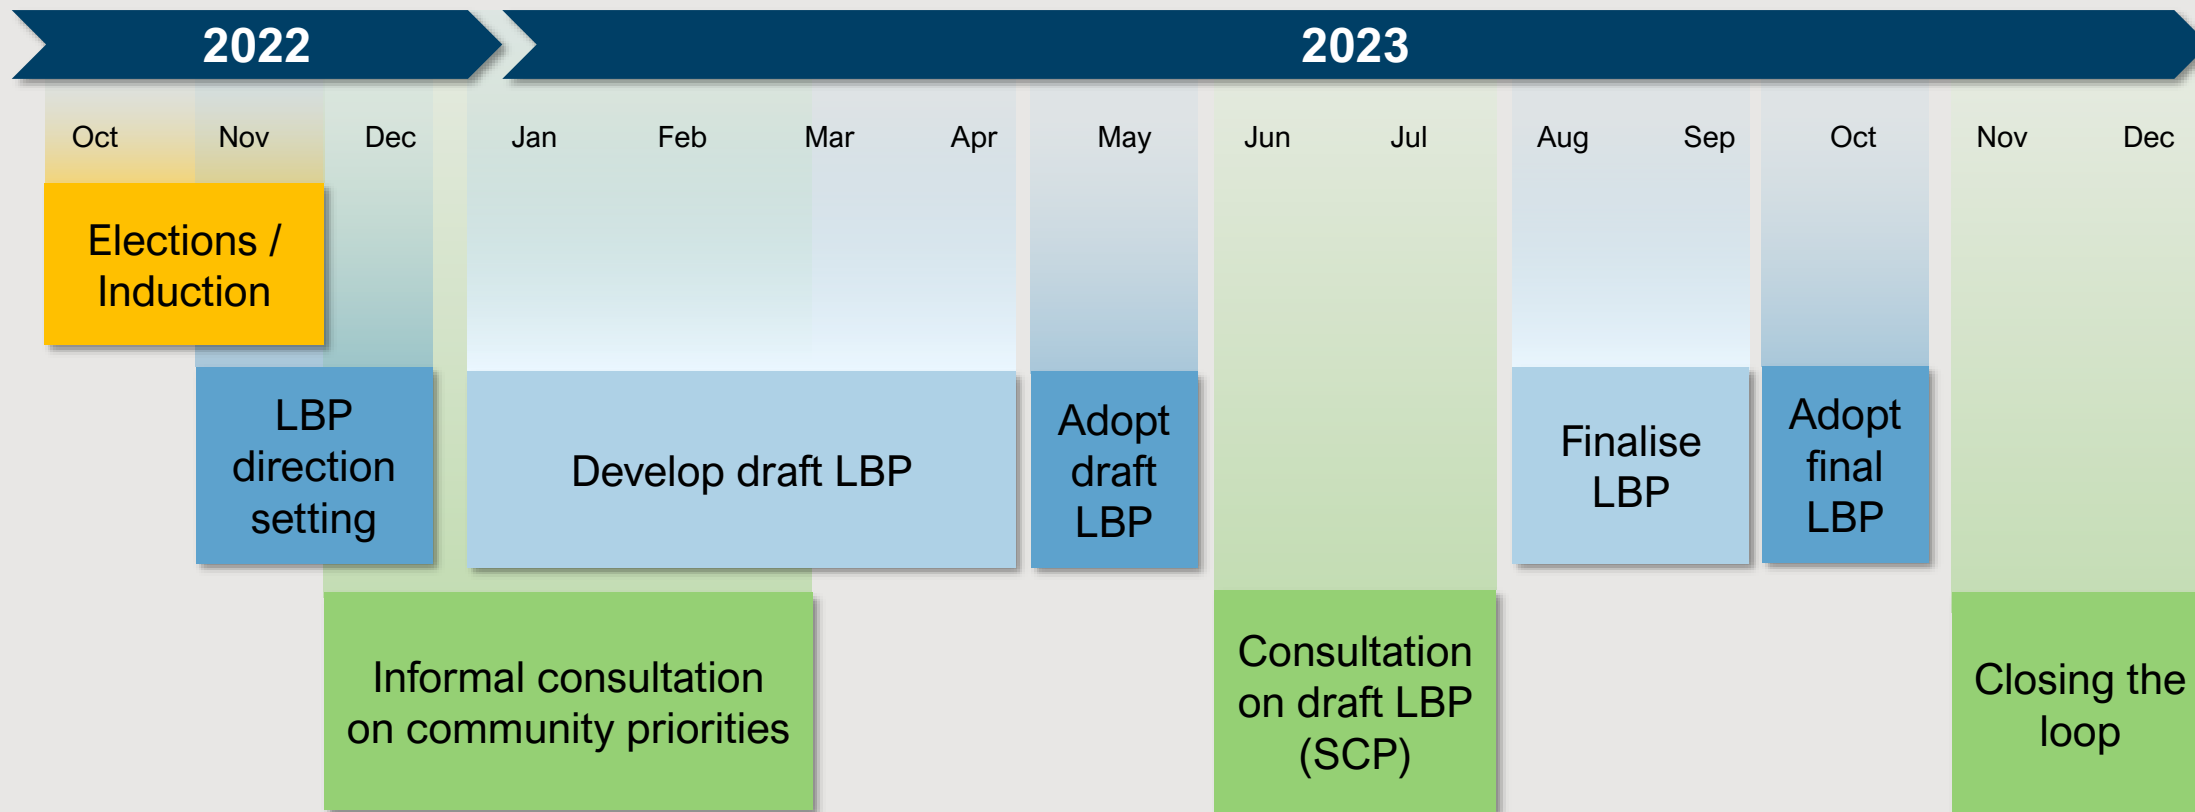 2022
2023
Oct
Nov
Dec
Jan
Feb
Mar
Apr
May
Jun
Jul
Aug
Sep
Oct
Nov
Dec
Elections /
Induction
LBP
direction
setting
Develop draft LBP
Adopt
draft
LBP
Finalise
LBP
Adopt
final
LBP
Informal consultation
on community priorities
Consultation
on draft LBP
(SCP)
Closing the
loop